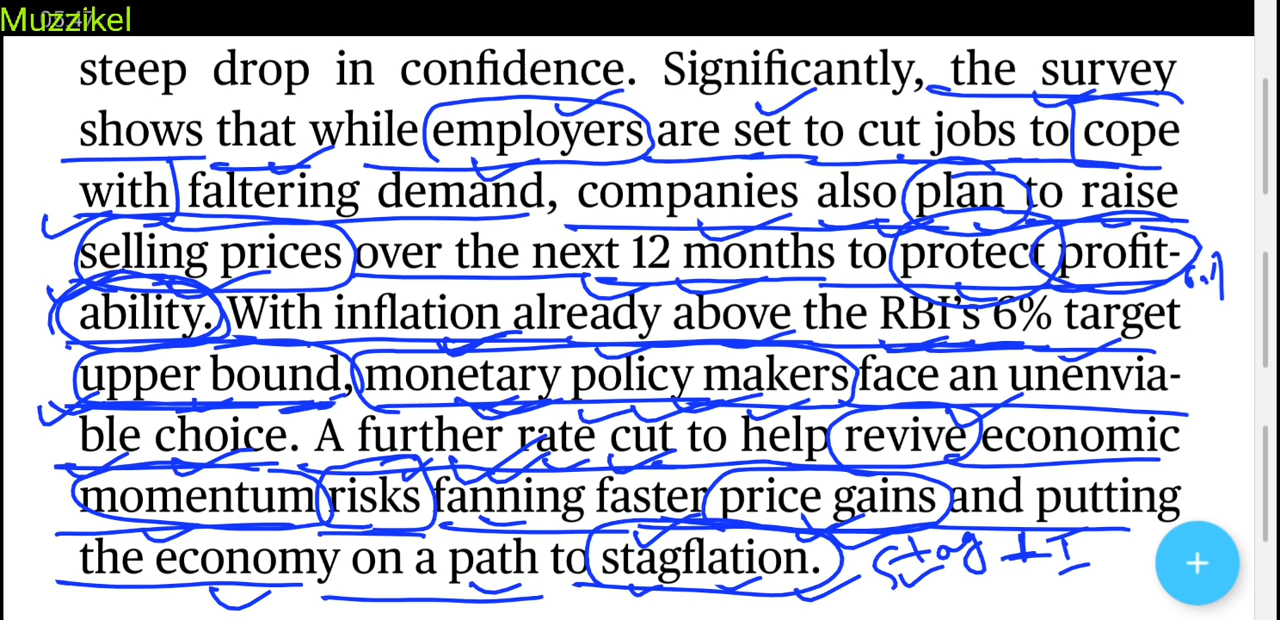 Muzzikel
05:47
steep drop in confidence. Significantly, the survey
shows that while employers are set to cut jobs to cope
with faltering demand, companies also plan to raise
selling prices over the next 12 months to protect profit-
ability. With inflation already above the RBI's 6% target
upper bound, monetary policy makers face an unenvia-
ble choice. A further rate cut to help revive economic
momentum risks fanning faster price gains and putting
the economy on a path to stagflation. Stag + I
+